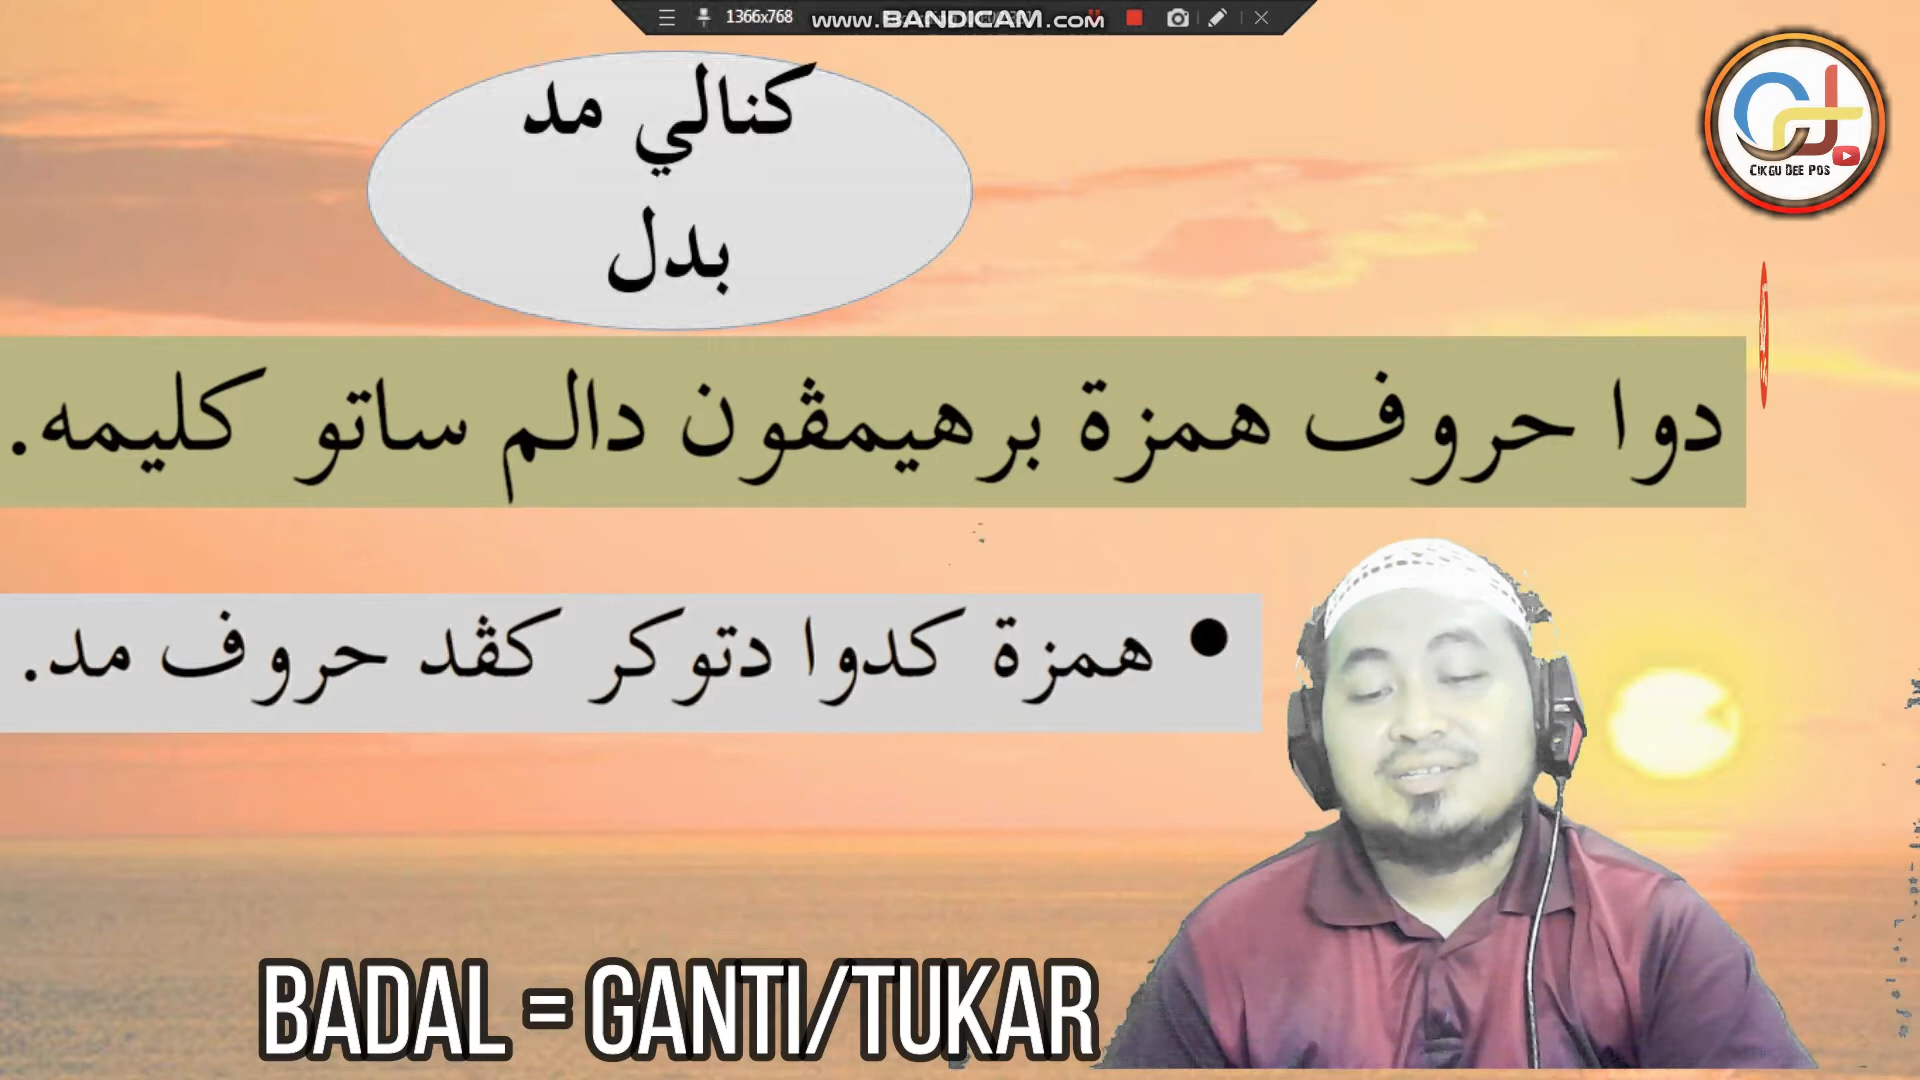 1366x768
www.BANDICAM.com
كنالي مد
بدل
CIKGU DEE POS
دوا حروف همزة برهيمڤون دالم ساتو كليمه.
• همزة كدوا دتوكر كڤد حروف مد.
BADAL = GANTI/TUKAR